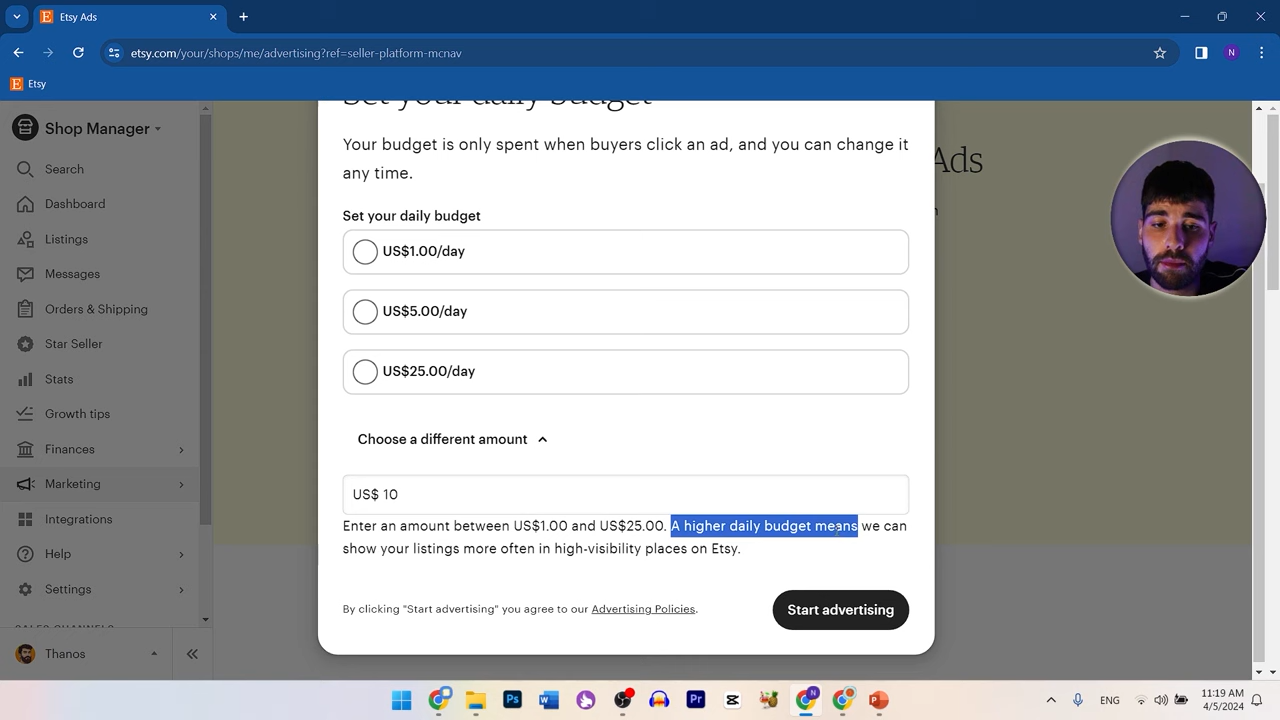 Etsy Ads
etsy.com/your/shops/me/advertising?ref=seller-platform-mcnav
N
Etsy
Shop Manager
Search
Dashboard
Listings
Messages
Orders & Shipping
Star Seller
Stats
Growth tips
Finances
Marketing
Integrations
Help
Settings
SALES CHANNELS
Thanos
Set your daily budget
Your budget is only spent when buyers click an ad, and you can change it
any time.
Set your daily budget
US$1.00/day
US$5.00/day
US$25.00/day
Choose a different amount
US$ 10
Enter an amount between US$1.00 and US$25.00. A higher daily budget means we can
show your listings more often in high-visibility places on Etsy.
By clicking "Start advertising" you agree to our Advertising Policies.
Start advertising
Ads
ENG
11:19 AM
4/5/2024